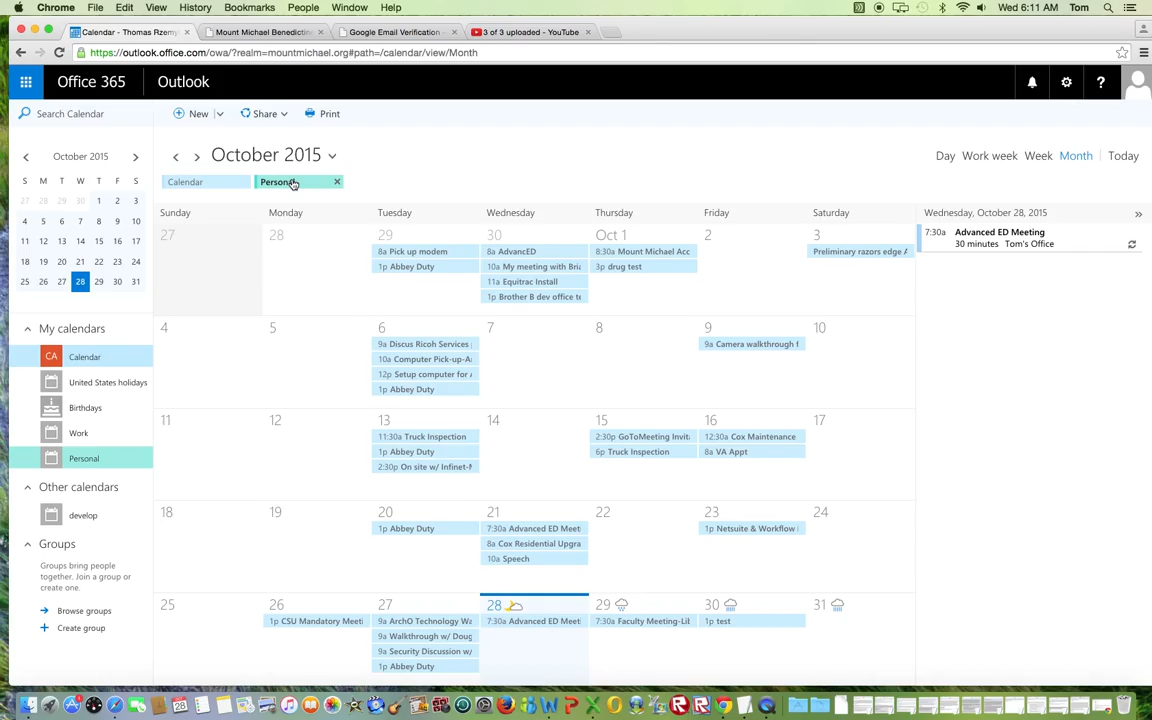 Chrome File Edit View History Bookmarks People Window Help Wed 6:11 AM Tom
Calendar - Thomas Rzemy Mount Michael Benedictin Google Email Verification - 3 of 3 uploaded - YouTube
https://outlook.office.com/owa/?realm=mountmichael.org#path=/calendar/view/Month
Office 365 Outlook
Search Calendar New Share Print
October 2015 October 2015 Day Work week Week Month Today
Calendar Personal
S M T W T F S
27 28 29 30 1 2 3
4 5 6 7 8 9 10
11 12 13 14 15 16 17
18 19 20 21 22 23 24
25 26 27 28 29 30 31
My calendars
CA Calendar
United States holidays
Birthdays
Work
Personal
Other calendars
develop
Groups
Groups bring people
together. Join a group or
create one.
Browse groups
Create group
Sunday Monday Tuesday Wednesday Thursday Friday Saturday
27 28 29 30 Oct 1 2 3
8a Pick up modem 8a AdvancED 8:30a Mount Michael Acc Preliminary razors edge A
1p Abbey Duty 10a My meeting with Bria 3p drug test
11a Equitrac Install
1p Brother B dev office te
4 5 6 7 8 9 10
9a Discus Ricoh Services 9a Camera walkthrough f
10a Computer Pick-up-A
12p Setup computer for
1p Abbey Duty
11 12 13 14 15 16 17
11:30a Truck Inspection 2:30p GoToMeeting Invit 12:30a Cox Maintenance
1p Abbey Duty 6p Truck Inspection 8a VA Appt
2:30p On site w/ Infinet-
18 19 20 21 22 23 24
1p Abbey Duty 7:30a Advanced ED Meet 1p Netsuite & Workflow
8a Cox Residential Upgra
10a Speech
25 26 27 28 29 30 31
1p CSU Mandatory Meeti 9a ArchO Technology Wa 7:30a Advanced ED Meet 7:30a Faculty Meeting-Lib 1p test
9a Walkthrough w/ Doug
9a Security Discussion w/
1p Abbey Duty
Wednesday, October 28, 2015
7:30a Advanced ED Meeting
30 minutes Tom's Office